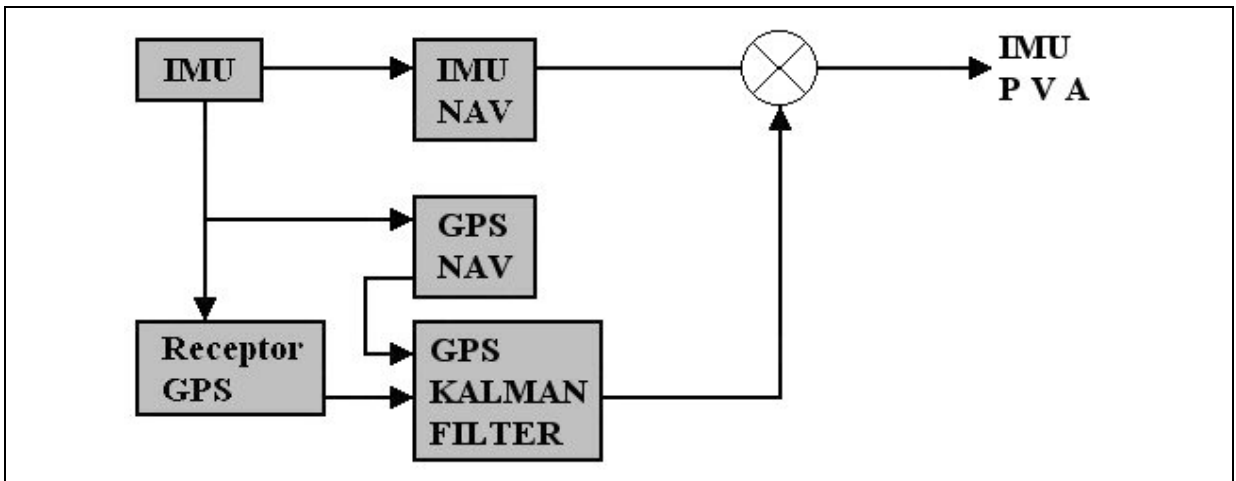 IMU
IMU
NAV
IMU
P V A
GPS
NAV
Receptor
GPS
GPS
KALMAN
FILTER